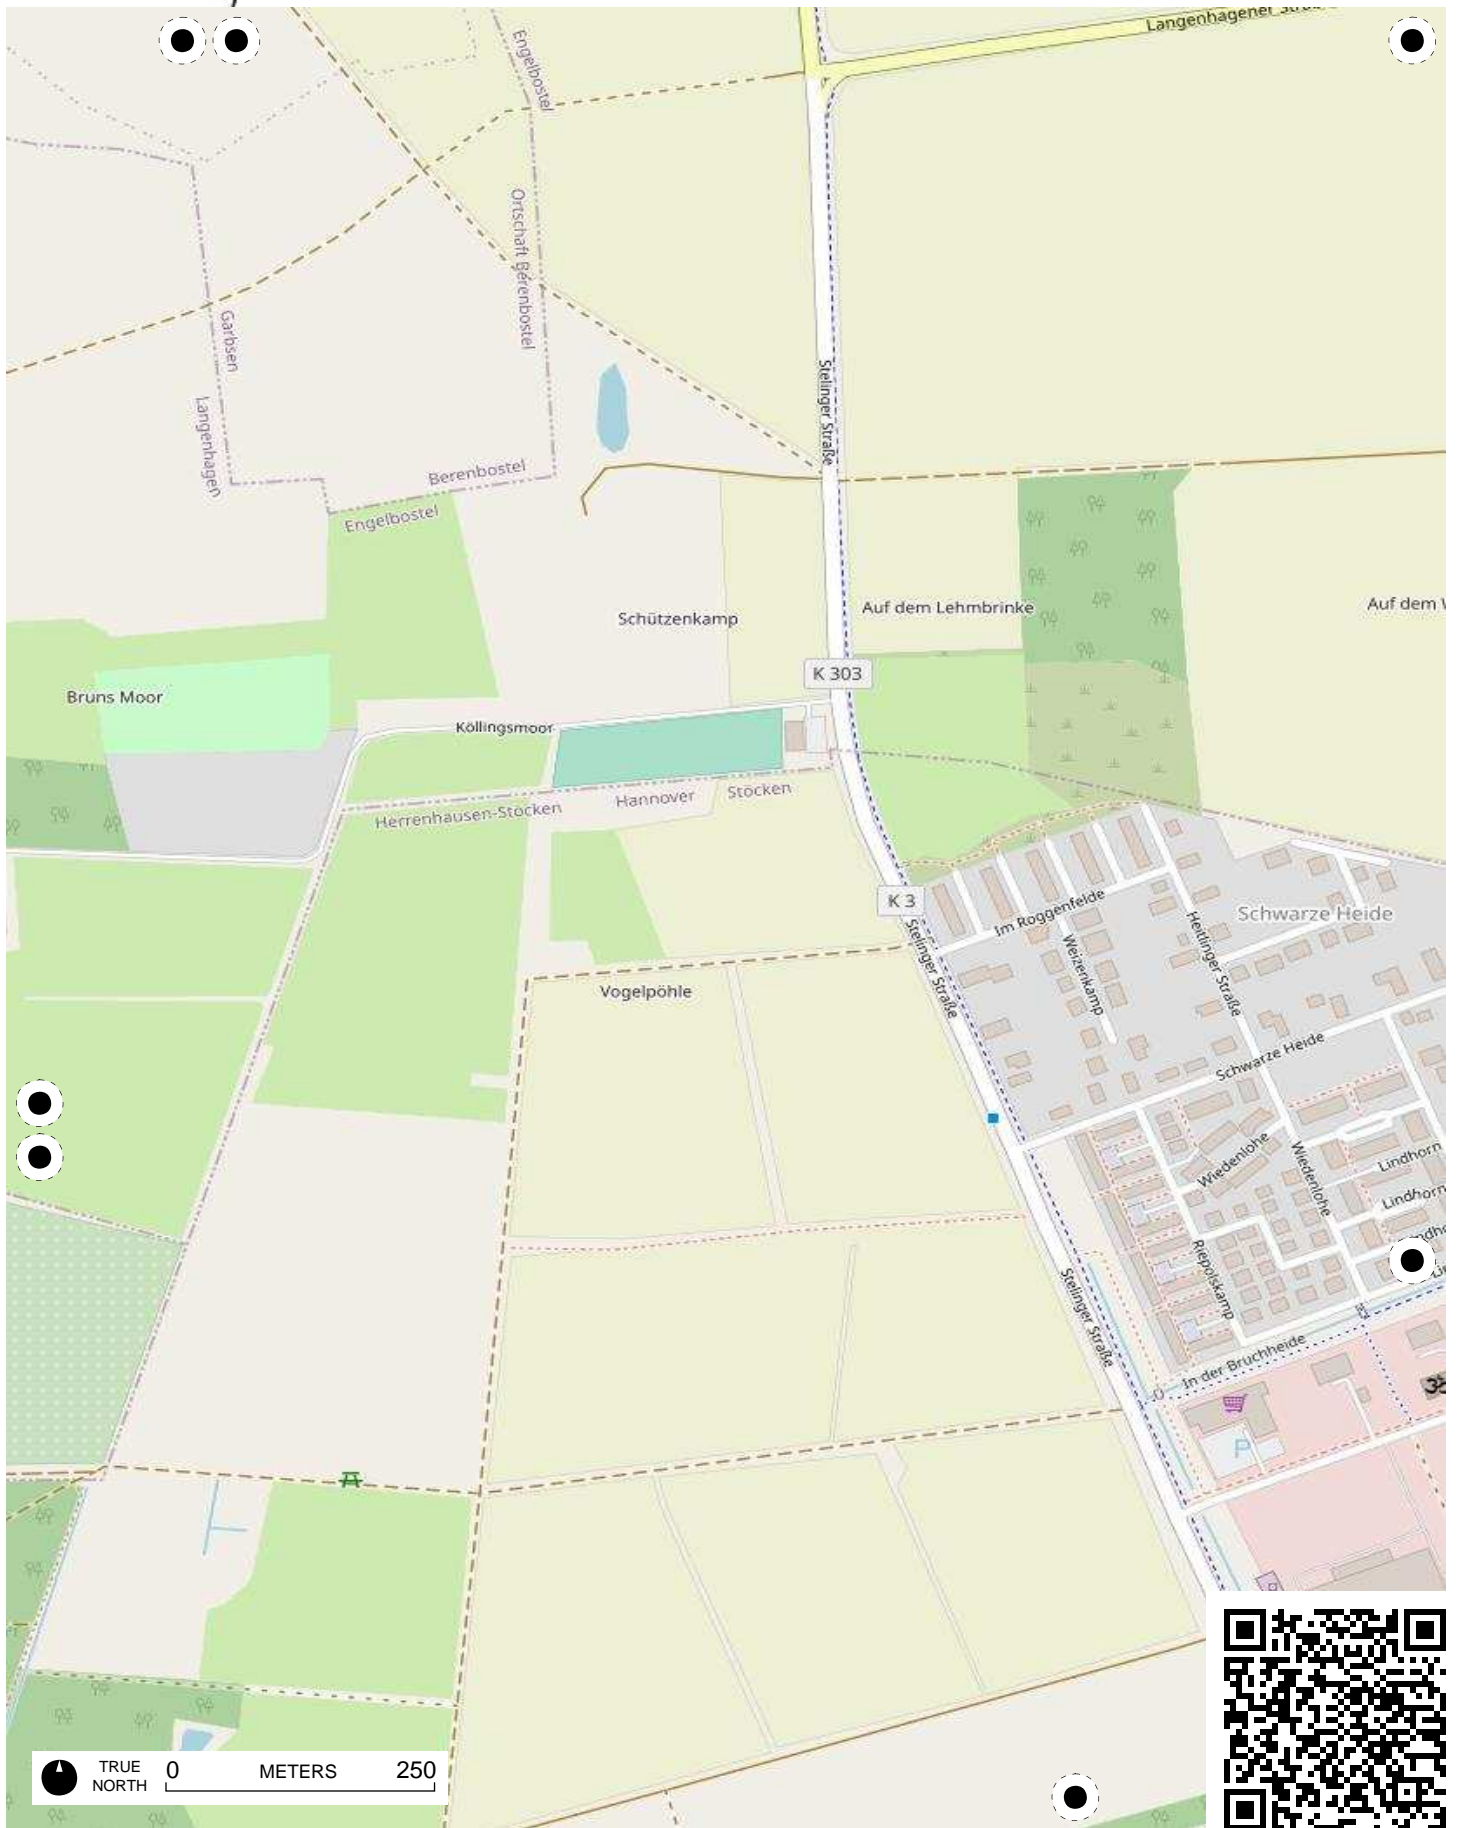 Langenhagener
Engelbostel
Ortschaft Berenbostel
Garbsen
Langenhagen
Stelinger Straße
Berenbostel
Engelbostel
Schützenkamp
Auf dem Lehmbrinke
Auf dem
K 303
Bruns Moor
Köllingsmoor
Herrenhausen-Stöcken
Hannover
Stöcken
K 3
Im Roggenfelde
Schwarze Heide
Heitlinger Straße
Weizenkamp
Stelinger Straße
Vogelpöhle
Schwarze Heide
Wiedenlohe
Wiedenlohe
Lindhorn
Lindhorn
Riepolskamp
Stelinger Straße
In der Bruchheide
P
TRUE NORTH
0 METERS 250